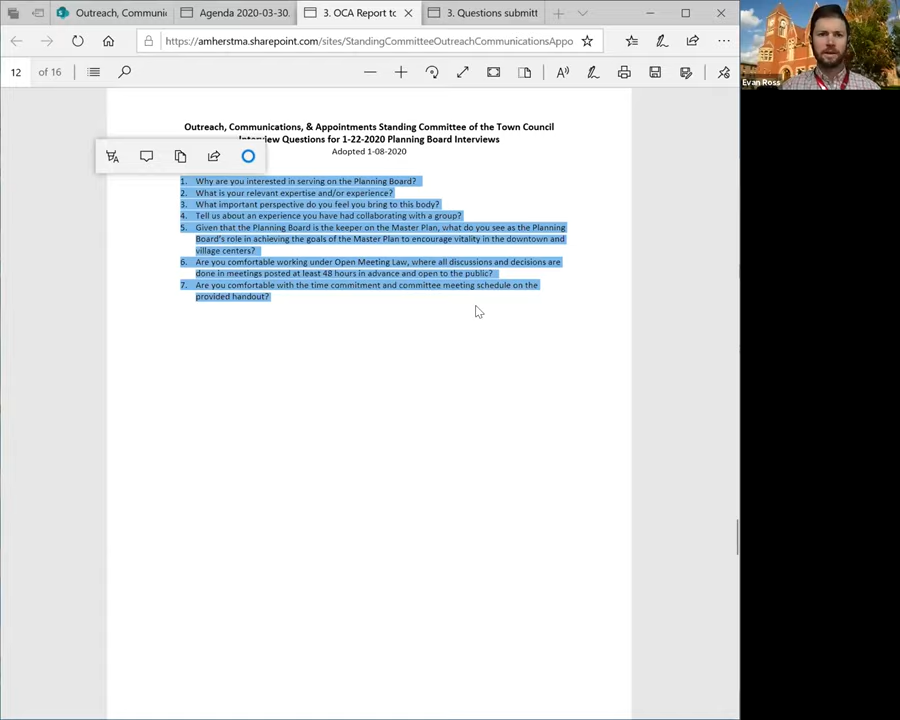 Outreach, Communic
Agenda 2020-03-30.
3. OCA Report to
3. Questions submitt
https://amherstma.sharepoint.com/sites/StandingCommitteeOutreachCommunicationsAppo
12 of 16
Evan Ross
Outreach, Communications, & Appointments Standing Committee of the Town Council
Interview Questions for 1-22-2020 Planning Board Interviews
Adopted 1-08-2020
1. Why are you interested in serving on the Planning Board?
2. What is your relevant expertise and/or experience?
3. What important perspective do you feel you bring to this body?
4. Tell us about an experience you have had collaborating with a group?
5. Given that the Planning Board is the keeper on the Master Plan, what do you see as the Planning
Board's role in achieving the goals of the Master Plan to encourage vitality in the downtown and
village centers?
6. Are you comfortable working under Open Meeting Law, where all discussions and decisions are
done in meetings posted at least 48 hours in advance and open to the public?
7. Are you comfortable with the time commitment and committee meeting schedule on the
provided handout?